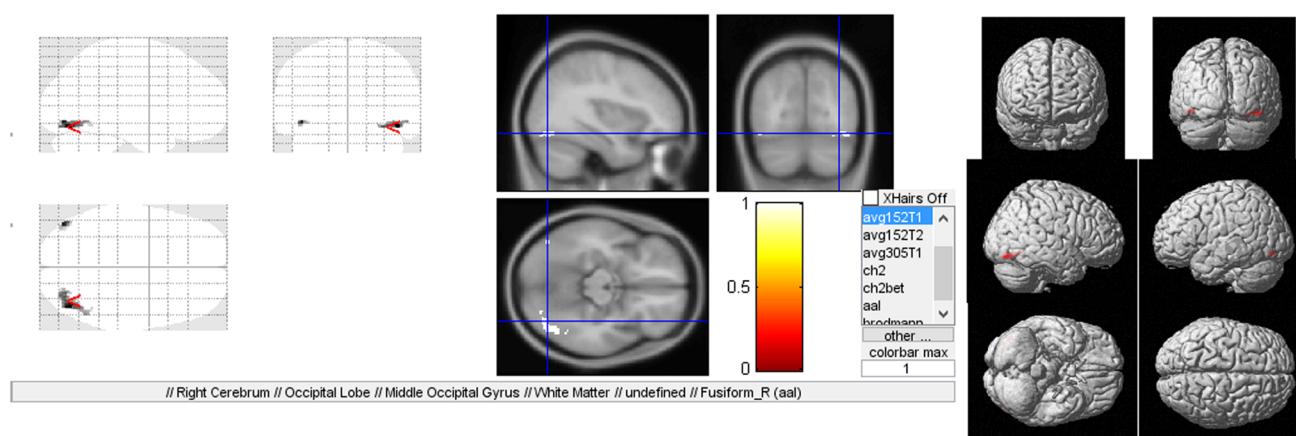 XHairs Off
avg152T1
avg152T2
avg305T1
ch2
ch2bet
aal
brodmann
other ...
colorbar max
1
1
0.5
0
// Right Cerebrum // Occipital Lobe // Middle Occipital Gyrus // White Matter // undefined // Fusiform_R (aal)